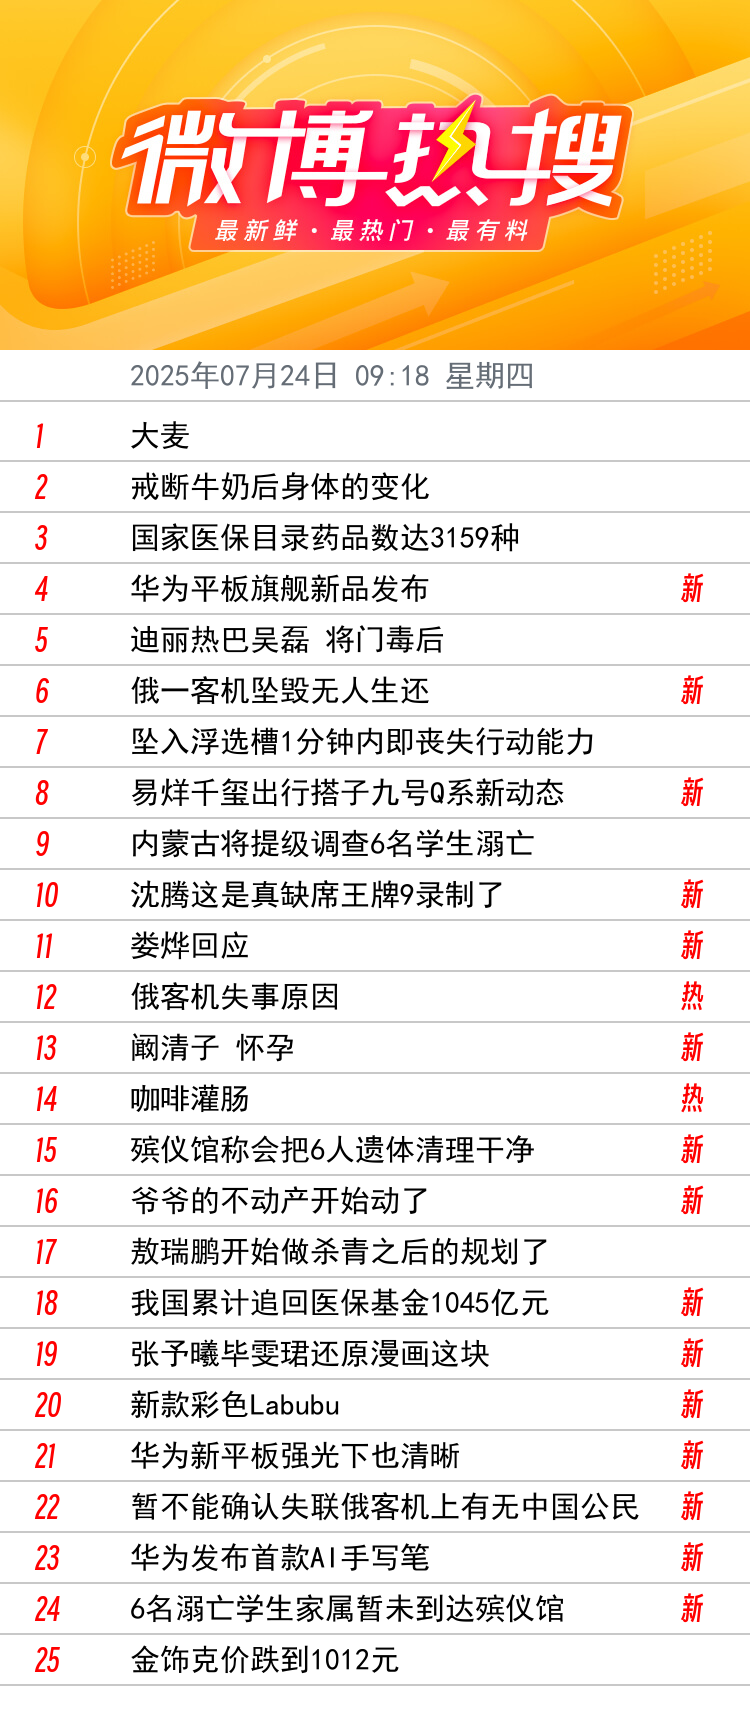 微博热搜
最新鲜·最热门·最有料
2025年07月24日 09:18 星期四
1 大麦
2 戒断牛奶后身体的变化
3 国家医保目录药品数达3159种
4 华为平板旗舰新品发布 新
5 迪丽热巴吴磊 将门毒后
6 俄一客机坠毁无人生还 新
7 坠入浮选槽1分钟内即丧失行动能力
8 易烊千玺出行搭子九号Q系新动态 新
9 内蒙古将提级调查6名学生溺亡
10 沈腾这是真缺席王牌9录制了 新
11 娄烨回应 新
12 俄客机失事原因 热
13 阚清子 怀孕 新
14 咖啡灌肠 热
15 殡仪馆称会把6人遗体清理干净 新
16 爷爷的不动产开始动了 新
17 敖瑞鹏开始做杀青之后的规划了
18 我国累计追回医保基金1045亿元 新
19 张予曦毕雯珺还原漫画这块 新
20 新款彩色Labubu 新
21 华为新平板强光下也清晰 新
22 暂不能确认失联俄客机上有无中国公民 新
23 华为发布首款AI手写笔 新
24 6名溺亡学生家属暂未到达殡仪馆 新
25 金饰克价跌到1012元